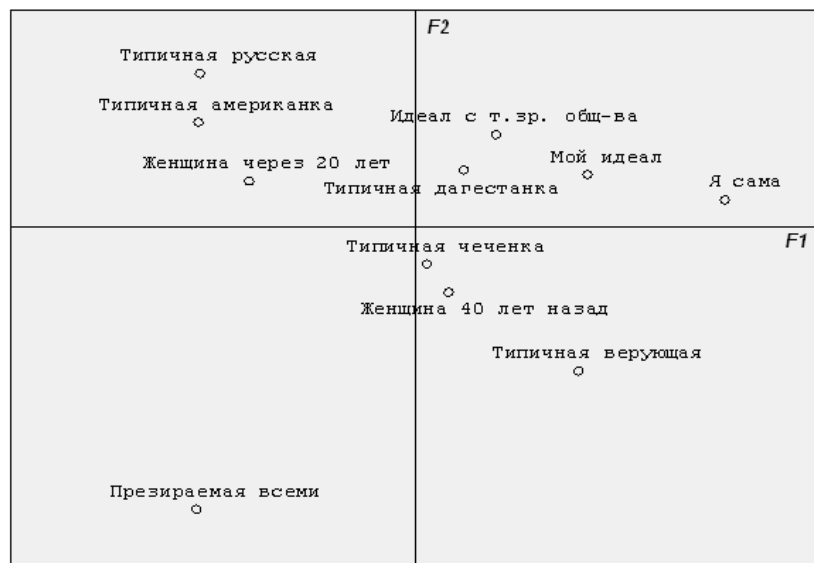 F2
Типичная русская
Типичная американка
Идеал с т.зр. общ-ва
Женщина через 20 лет
Мой идеал
Типичная дагестанка
Я сама
F1
Типичная чеченка
Женщина 40 лет назад
Типичная верующая
Презираемая всеми